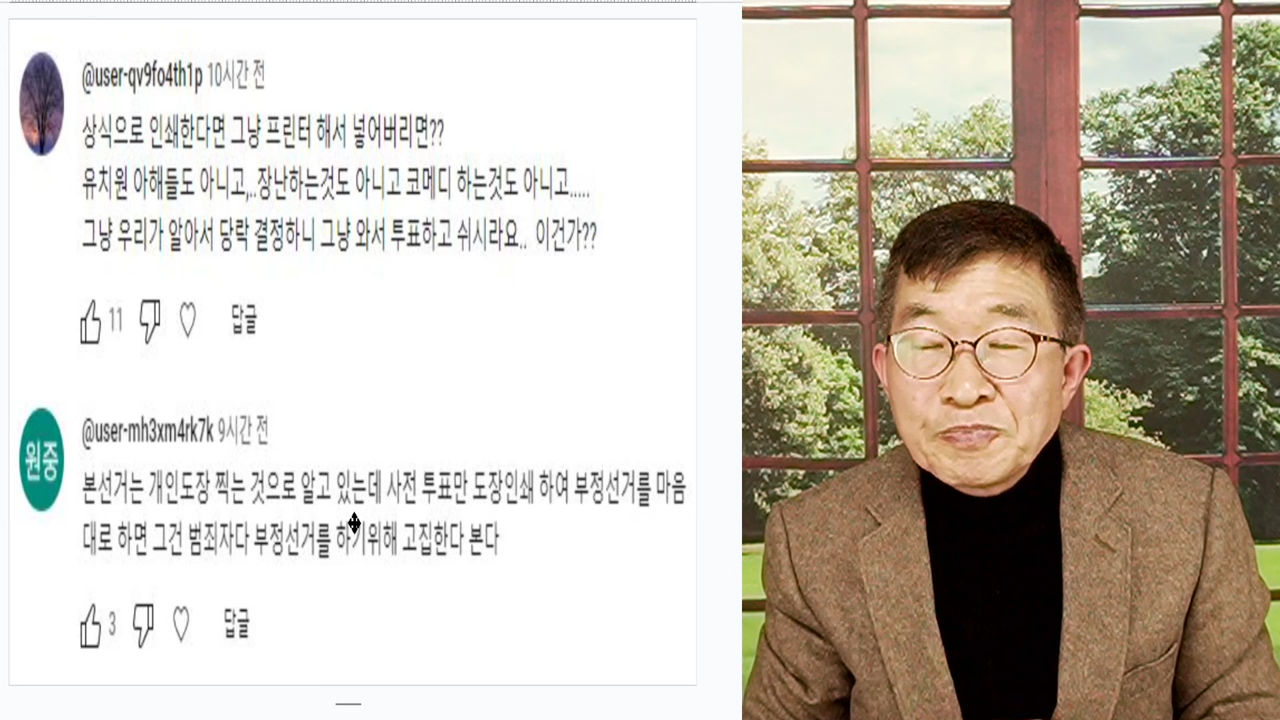 @user-qv9fo4th1p 10시간 전
상식으로 인쇄한다면 그냥 프린터 해서 넣어버리면??
유치원 아해들도 아니고,..장난하는것도 아니고 코메디 하는것도 아니고.....
그냥 우리가 알아서 당락 결정하니 그냥 와서 투표하고 쉬시라요.. 이건가??
11 답글
원중
@user-mh3xm4rk7k 9시간 전
본선거는 개인도장 찍는 것으로 알고 있는데 사전 투표만 도장인쇄 하여 부정선거를 마음
대로 하면 그건 범죄자다 부정선거를 하기위해 고집한다 본다
3 답글